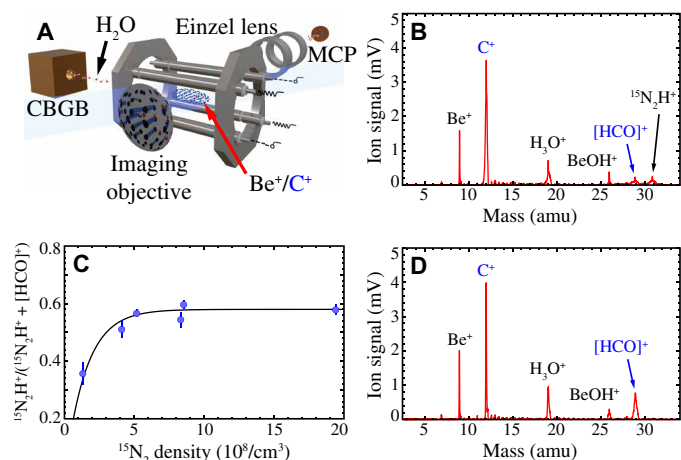 A
H₂O
Einzel lens
MCP
CBGB
Imaging
objective
Be⁺/C⁺
B
Ion signal (mV)
5
4
3
2
1
0
Be⁺
C⁺
H₃O⁺
BeOH⁺
[HCO]⁺
¹⁵N₂H⁺
5 10 15 20 25 30
Mass (amu)
C
¹⁵N₂H⁺/(¹⁵N₂H⁺ + [HCO]⁺)
0.8
0.6
0.4
0.2
0 5 10 15 20
¹⁵N₂ density (10⁸/cm³)
D
Ion signal (mV)
5
4
3
2
1
0
Be⁺
C⁺
H₃O⁺
BeOH⁺
[HCO]⁺
5 10 15 20 25 30
Mass (amu)